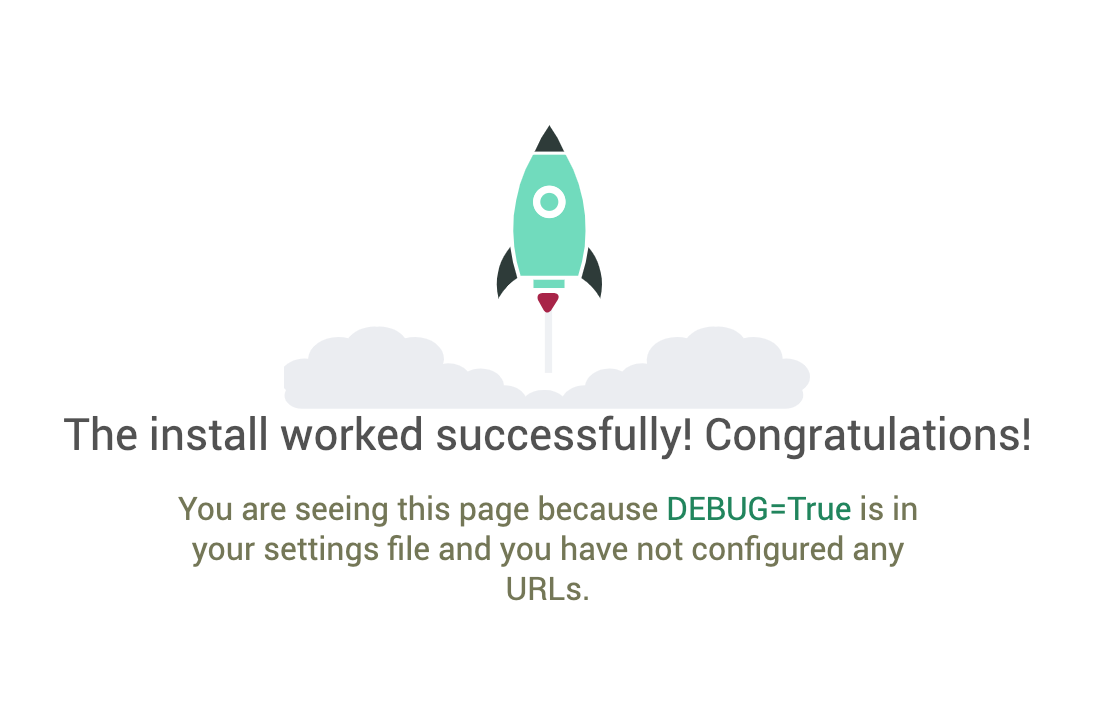 The install worked successfully! Congratulations!
You are seeing this page because DEBUG=True is in
your settings file and you have not configured any
URLs.